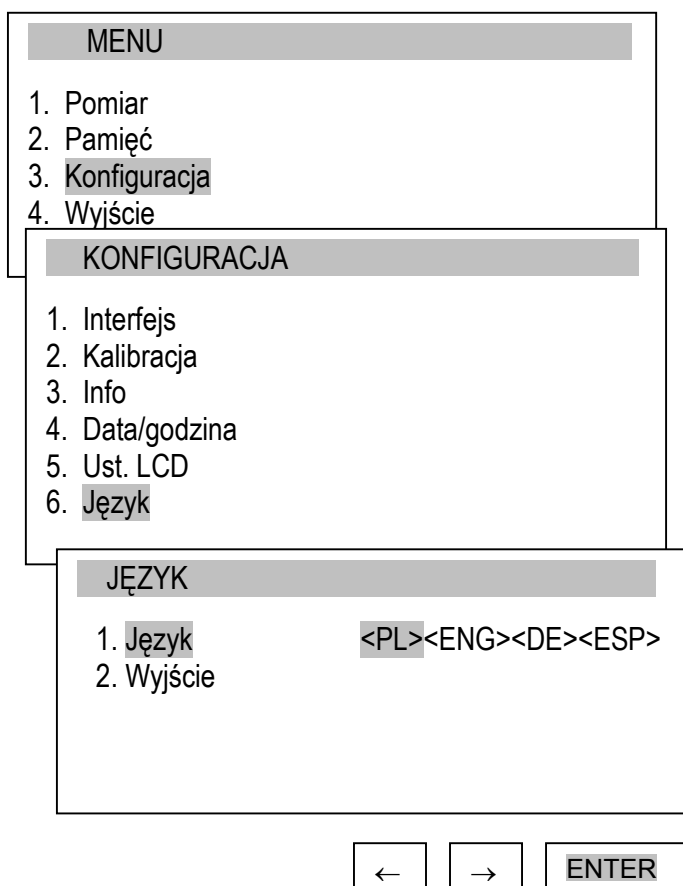 MENU
1. Pomiar
2. Pamięć
3. Konfiguracja
4. Wyjście
KONFIGURACJA
1. Interfejs
2. Kalibracja
3. Info
4. Data/godzina
5. Ust. LCD
6. Język
JĘZYK
1. Język <PL><ENG><DE><ESP>
2. Wyjście
← → ENTER